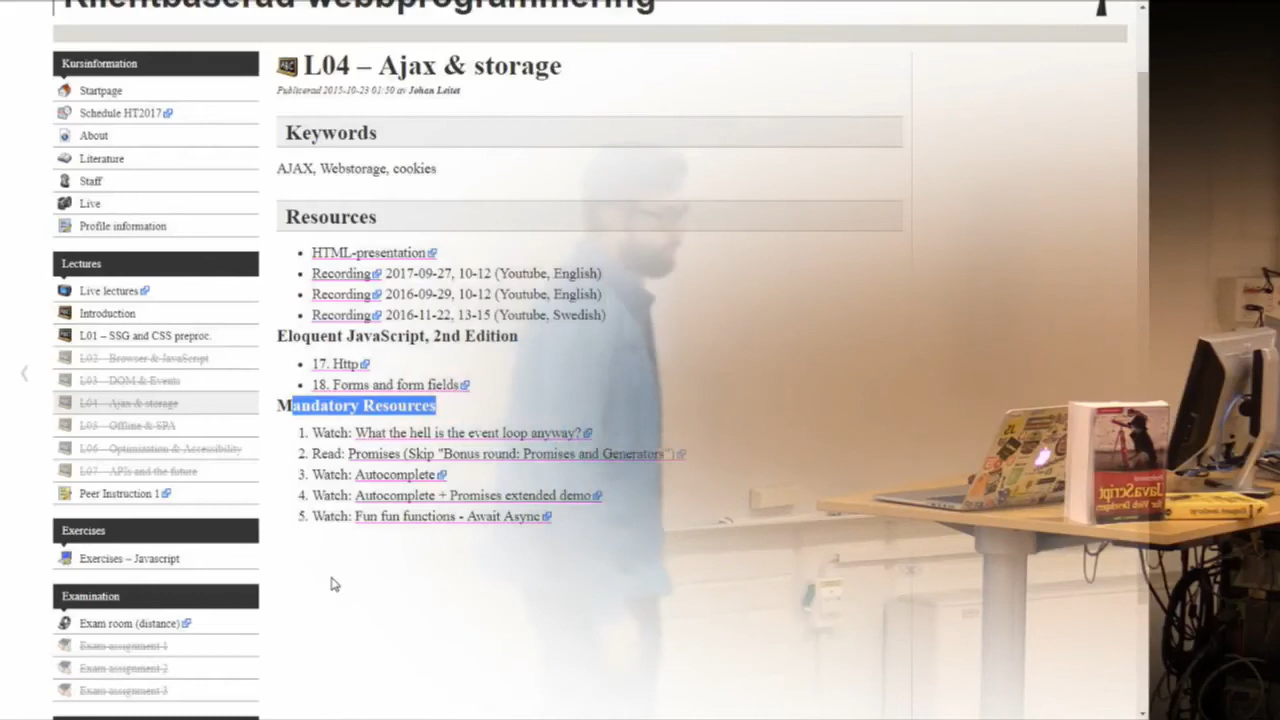 Klientbaserad webbprogrammering
Kursinformation
Startpage
Schedule HT2017
About
Literature
Staff
Live
Profile information
Lectures
Live lectures
Introduction
L01 – SSG and CSS preproc.
L02 – Browser & JavaScript
L03 – DOM & Events
L04 – Ajax & storage
L05 – Offline & SPA
L06 – Optimization & Accessibility
L07 – APIs and the future
Peer Instruction 1
Exercises
Exercises – Javascript
Examination
Exam room (distance)
Exam assignment 1
Exam assignment 2
Exam assignment 3
L04 – Ajax & storage
Publicerad 2015-10-23 01:50 av Johan Leitet
Keywords
AJAX, Webstorage, cookies
Resources
• HTML-presentation
• Recording 2017-09-27, 10-12 (Youtube, English)
• Recording 2016-09-29, 10-12 (Youtube, English)
• Recording 2016-11-22, 13-15 (Youtube, Swedish)
Eloquent JavaScript, 2nd Edition
• 17. Http
• 18. Forms and form fields
Mandatory Resources
1. Watch: What the hell is the event loop anyway?
2. Read: Promises (Skip "Bonus round: Promises and Generators")
3. Watch: Autocomplete
4. Watch: Autocomplete + Promises extended demo
5. Watch: Fun fun functions - Await Async
JavaScript
for Web Developers